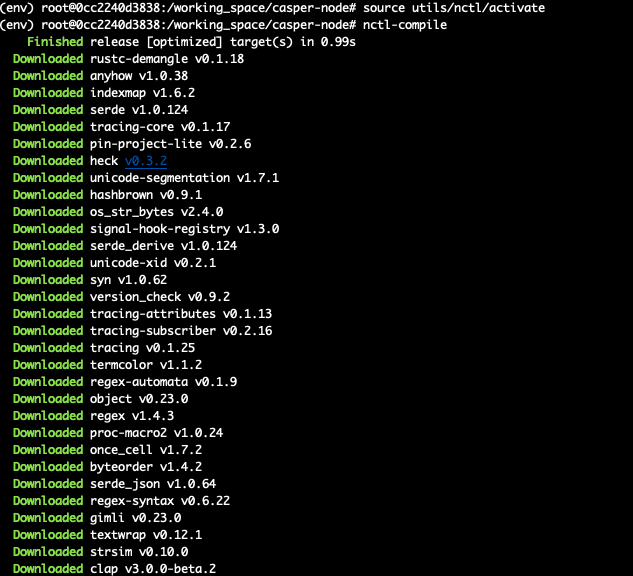 (env) root@0cc2240d3838:/working_space/casper-node# source utils/nctl/activate
(env) root@0cc2240d3838:/working_space/casper-node# nctl-compile
Finished release [optimized] target(s) in 0.99s
Downloaded rustc-demangle v0.1.18
Downloaded anyhow v1.0.38
Downloaded indexmap v1.6.2
Downloaded serde v1.0.124
Downloaded tracing-core v0.1.17
Downloaded pin-project-lite v0.2.6
Downloaded heck v0.3.2
Downloaded unicode-segmentation v1.7.1
Downloaded hashbrown v0.9.1
Downloaded os_str_bytes v2.4.0
Downloaded signal-hook-registry v1.3.0
Downloaded serde_derive v1.0.124
Downloaded unicode-xid v0.2.1
Downloaded syn v1.0.62
Downloaded version_check v0.9.2
Downloaded tracing-attributes v0.1.13
Downloaded tracing-subscriber v0.2.16
Downloaded tracing v0.1.25
Downloaded termcolor v1.1.2
Downloaded regex-automata v0.1.9
Downloaded object v0.23.0
Downloaded regex v1.4.3
Downloaded proc-macro2 v1.0.24
Downloaded once_cell v1.7.2
Downloaded byteorder v1.4.2
Downloaded serde_json v1.0.64
Downloaded regex-syntax v0.6.22
Downloaded gimli v0.23.0
Downloaded textwrap v0.12.1
Downloaded strsim v0.10.0
Downloaded clap v3.0.0-beta.2